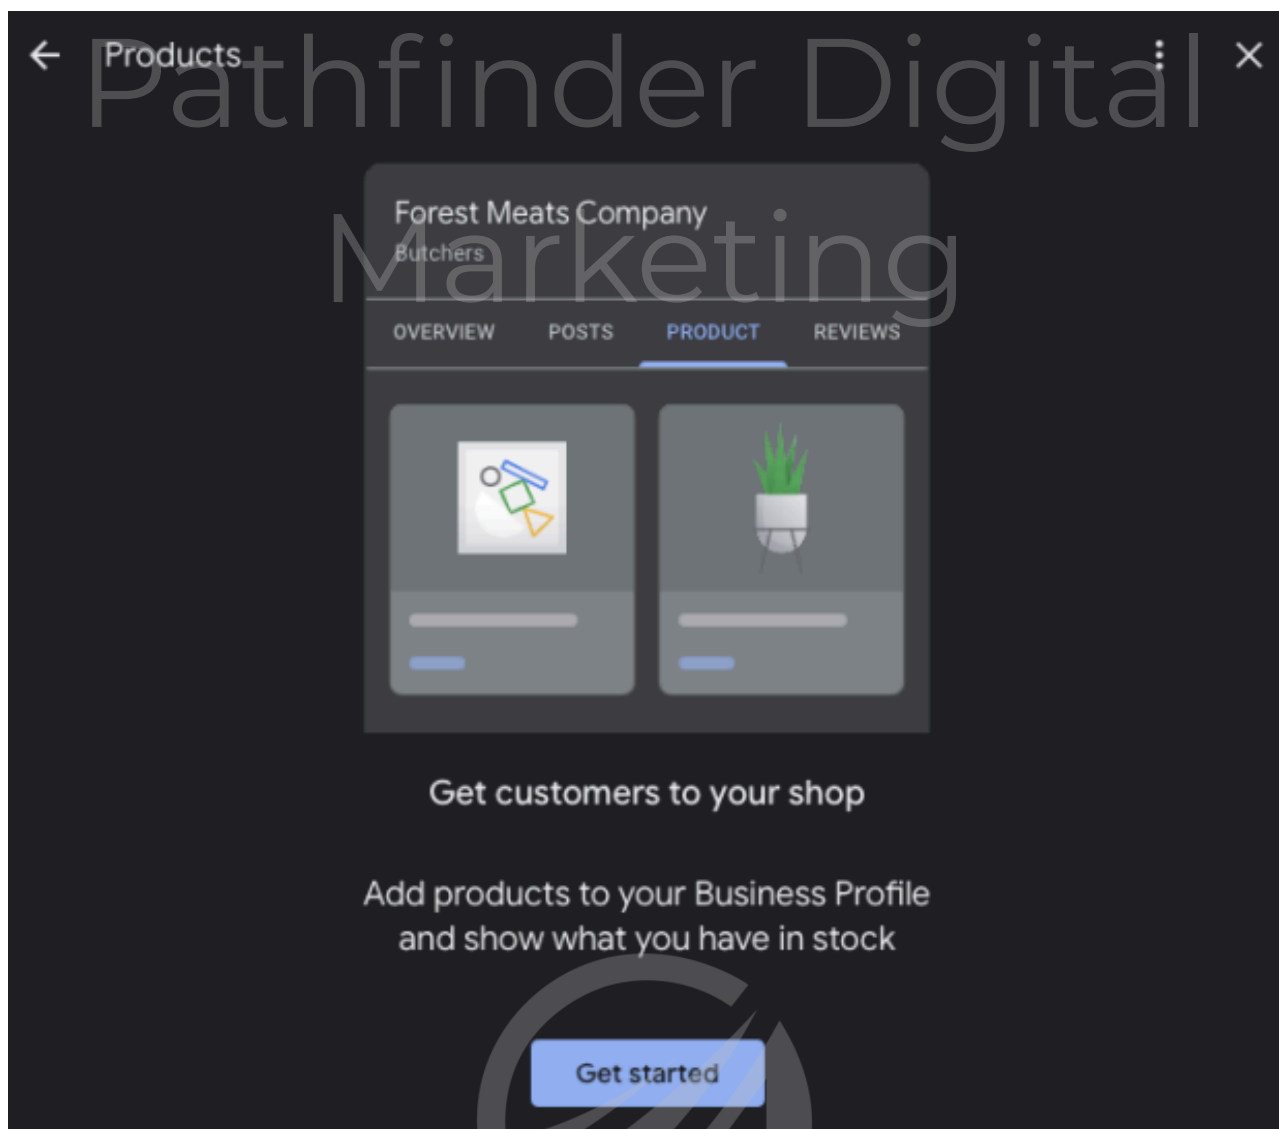 Products
Pathfinder Digital
Marketing
Forest Meats Company
Butchers
OVERVIEW POSTS PRODUCT REVIEWS
Get customers to your shop
Add products to your Business Profile
and show what you have in stock
Get started